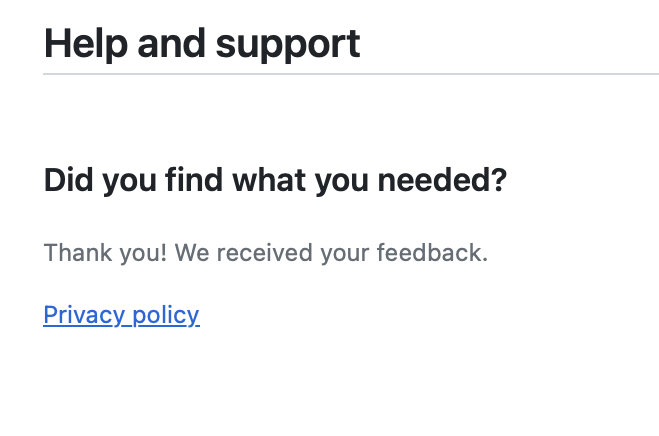 Help and support
Did you find what you needed?
Thank you! We received your feedback.
Privacy policy